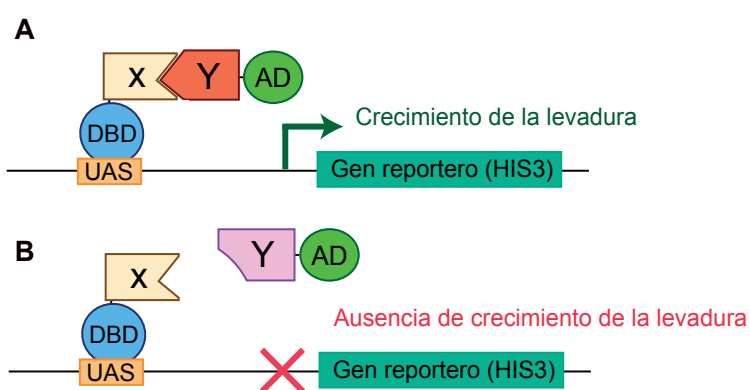 A
X Y AD
Crecimiento de la levadura
DBD
UAS
Gen reportero (HIS3)
B
X Y AD
Ausencia de crecimiento de la levadura
DBD
UAS
Gen reportero (HIS3)